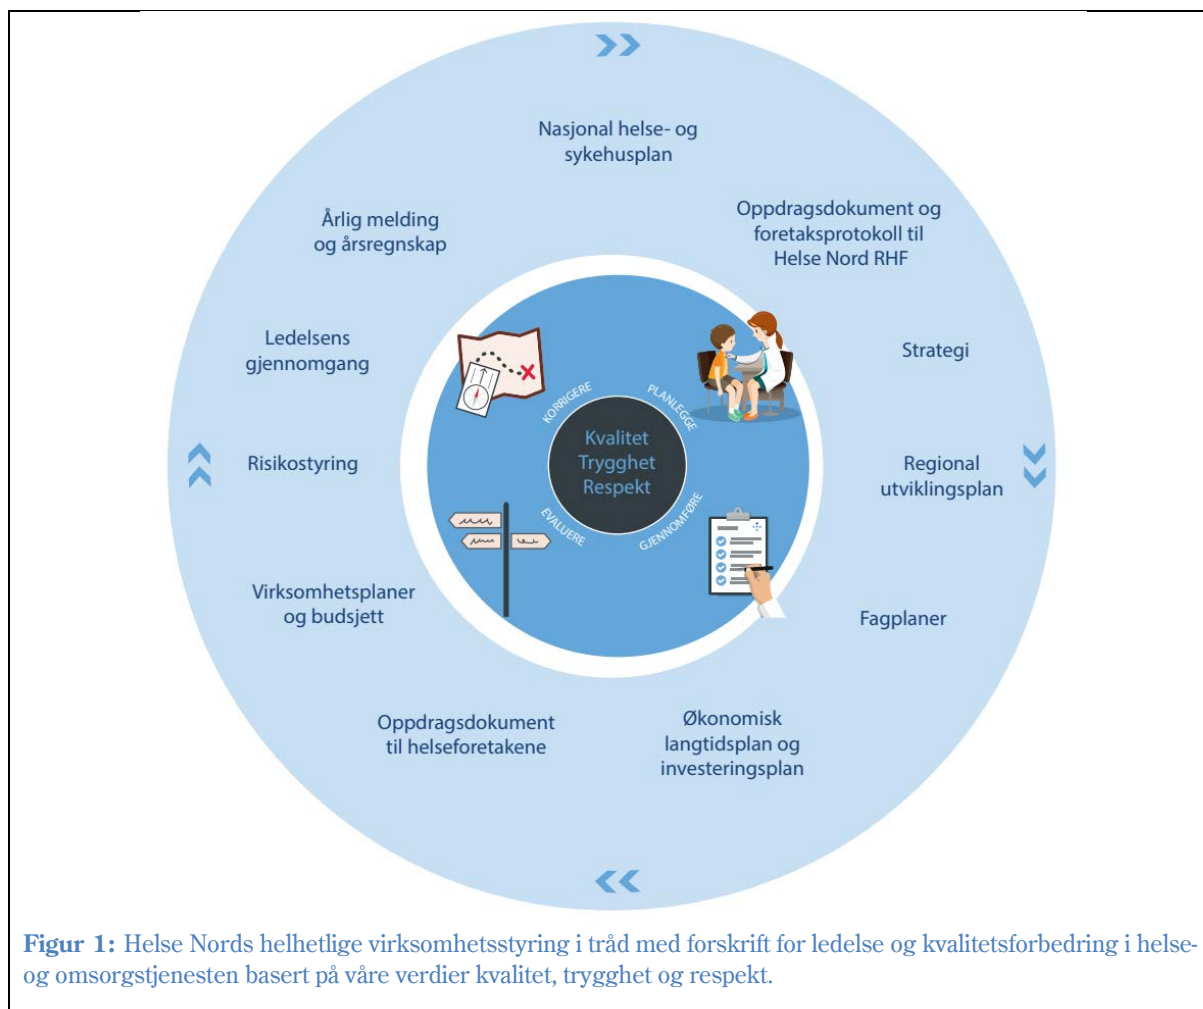 Nasjonal helse- og
sykehusplan
Oppdragsdokument og
foretaksprotokoll til
Helse Nord RHF
Strategi
Regional
utviklingsplan
Fagplaner
Økonomisk
langtidsplan og
investeringsplan
Oppdragsdokument
til helseforetakene
Virksomhetsplaner
og budsjett
Risikostyring
Ledelsens
gjennomgang
Årlig melding
og årsregnskap
KORRIGERE
PLANLEGGE
GJENNOMFØRE
EVALUERE
Kvalitet
Trygghet
Respekt
Figur 1: Helse Nords helhetlige virksomhetsstyring i tråd med forskrift for ledelse og kvalitetsforbedring i helse-
og omsorgstjenesten basert på våre verdier kvalitet, trygghet og respekt.